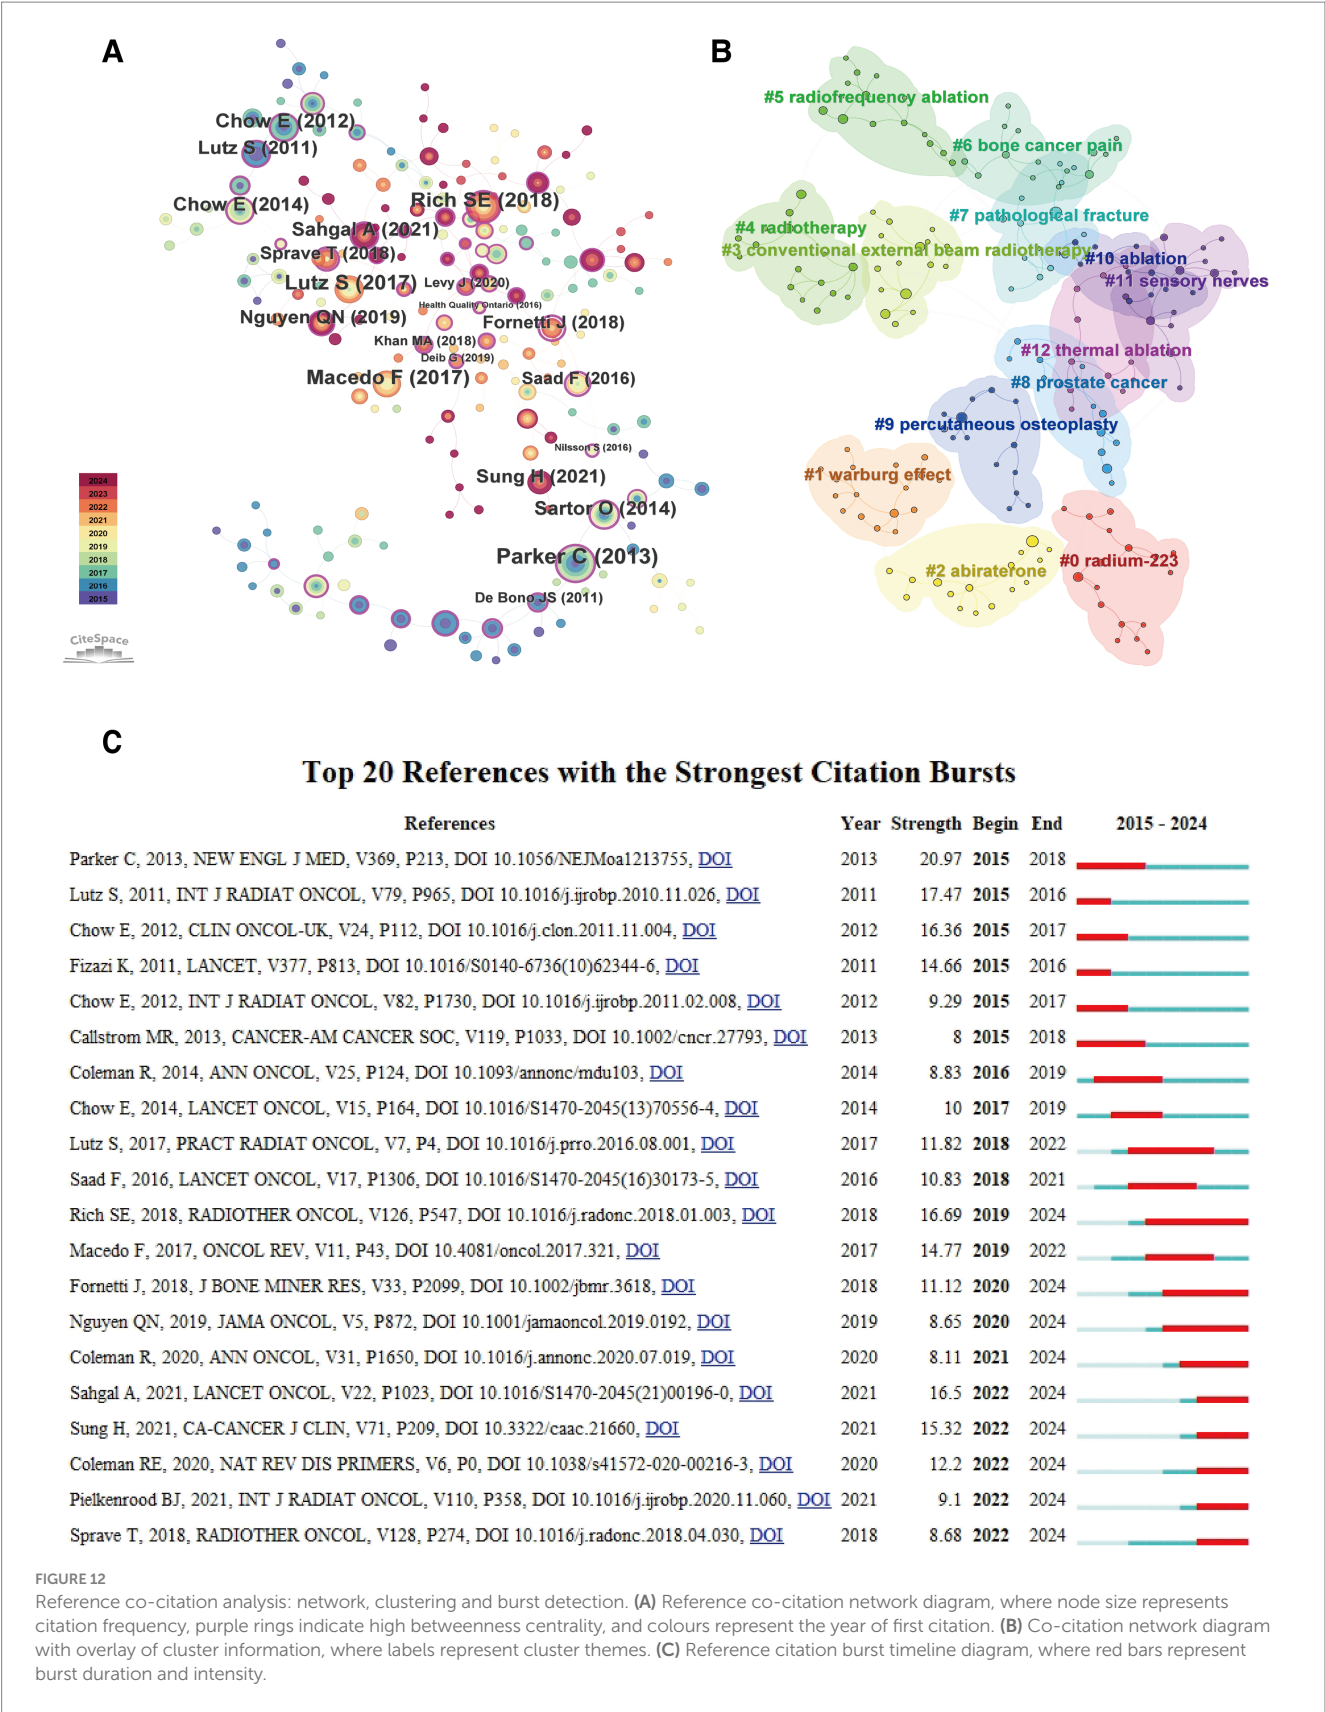 A
Chow E (2012)
Lutz S (2011)
Chow E (2014)
Rich SE (2018)
Sahgal A (2021)
Sprave T (2018)
Lutz S (2017)
Levy J (2020)
Health Quality Ontario (2016)
Nguyen QN (2019)
Fornetti J (2018)
Khan MA (2018)
Deib G (2019)
Macedo F (2017)
Saad F (2016)
Nilsson S (2016)
Sung H (2021)
Sartor O (2014)
Parker C (2013)
De Bono JS (2011)
2024
2023
2022
2021
2020
2019
2018
2017
2016
2015
CiteSpace
B
#5 radiofrequency ablation
#6 bone cancer pain
#7 pathological fracture
#4 radiotherapy
#3 conventional external beam radiotherapy
#10 ablation
#11 sensory nerves
#12 thermal ablation
#8 prostate cancer
#9 percutaneous osteoplasty
#1 warburg effect
#2 abiraterone
#0 radium-223
C
Top 20 References with the Strongest Citation Bursts
References Year Strength Begin End 2015 - 2024
Parker C, 2013, NEW ENGL J MED, V369, P213, DOI 10.1056/NEJMoa1213755, DOI 2013 20.97 2015 2018
Lutz S, 2011, INT J RADIAT ONCOL, V79, P965, DOI 10.1016/j.ijrobp.2010.11.026, DOI 2011 17.47 2015 2016
Chow E, 2012, CLIN ONCOL-UK, V24, P112, DOI 10.1016/j.clon.2011.11.004, DOI 2012 16.36 2015 2017
Fizazi K, 2011, LANCET, V377, P813, DOI 10.1016/S0140-6736(10)62344-6, DOI 2011 14.66 2015 2016
Chow E, 2012, INT J RADIAT ONCOL, V82, P1730, DOI 10.1016/j.ijrobp.2011.02.008, DOI 2012 9.29 2015 2017
Callstrom MR, 2013, CANCER-AM CANCER SOC, V119, P1033, DOI 10.1002/cncr.27793, DOI 2013 8 2015 2018
Coleman R, 2014, ANN ONCOL, V25, P124, DOI 10.1093/annonc/mdu103, DOI 2014 8.83 2016 2019
Chow E, 2014, LANCET ONCOL, V15, P164, DOI 10.1016/S1470-2045(13)70556-4, DOI 2014 10 2017 2019
Lutz S, 2017, PRACT RADIAT ONCOL, V7, P4, DOI 10.1016/j.prro.2016.08.001, DOI 2017 11.82 2018 2022
Saad F, 2016, LANCET ONCOL, V17, P1306, DOI 10.1016/S1470-2045(16)30173-5, DOI 2016 10.83 2018 2021
Rich SE, 2018, RADIOTHER ONCOL, V126, P547, DOI 10.1016/j.radonc.2018.01.003, DOI 2018 16.69 2019 2024
Macedo F, 2017, ONCOL REV, V11, P43, DOI 10.4081/oncol.2017.321, DOI 2017 14.77 2019 2022
Fornetti J, 2018, J BONE MINER RES, V33, P2099, DOI 10.1002/jbmr.3618, DOI 2018 11.12 2020 2024
Nguyen QN, 2019, JAMA ONCOL, V5, P872, DOI 10.1001/jamaoncol.2019.0192, DOI 2019 8.65 2020 2024
Coleman R, 2020, ANN ONCOL, V31, P1650, DOI 10.1016/j.annonc.2020.07.019, DOI 2020 8.11 2021 2024
Sahgal A, 2021, LANCET ONCOL, V22, P1023, DOI 10.1016/S1470-2045(21)00196-0, DOI 2021 16.5 2022 2024
Sung H, 2021, CA-CANCER J CLIN, V71, P209, DOI 10.3322/caac.21660, DOI 2021 15.32 2022 2024
Coleman RE, 2020, NAT REV DIS PRIMERS, V6, P0, DOI 10.1038/s41572-020-00216-3, DOI 2020 12.2 2022 2024
Pielkenrood BJ, 2021, INT J RADIAT ONCOL, V110, P358, DOI 10.1016/j.ijrobp.2020.11.060, DOI 2021 9.1 2022 2024
Sprave T, 2018, RADIOTHER ONCOL, V128, P274, DOI 10.1016/j.radonc.2018.04.030, DOI 2018 8.68 2022 2024
FIGURE 12
Reference co-citation analysis: network, clustering and burst detection. (A) Reference co-citation network diagram, where node size represents
citation frequency, purple rings indicate high betweenness centrality, and colours represent the year of first citation. (B) Co-citation network diagram
with overlay of cluster information, where labels represent cluster themes. (C) Reference citation burst timeline diagram, where red bars represent
burst duration and intensity.